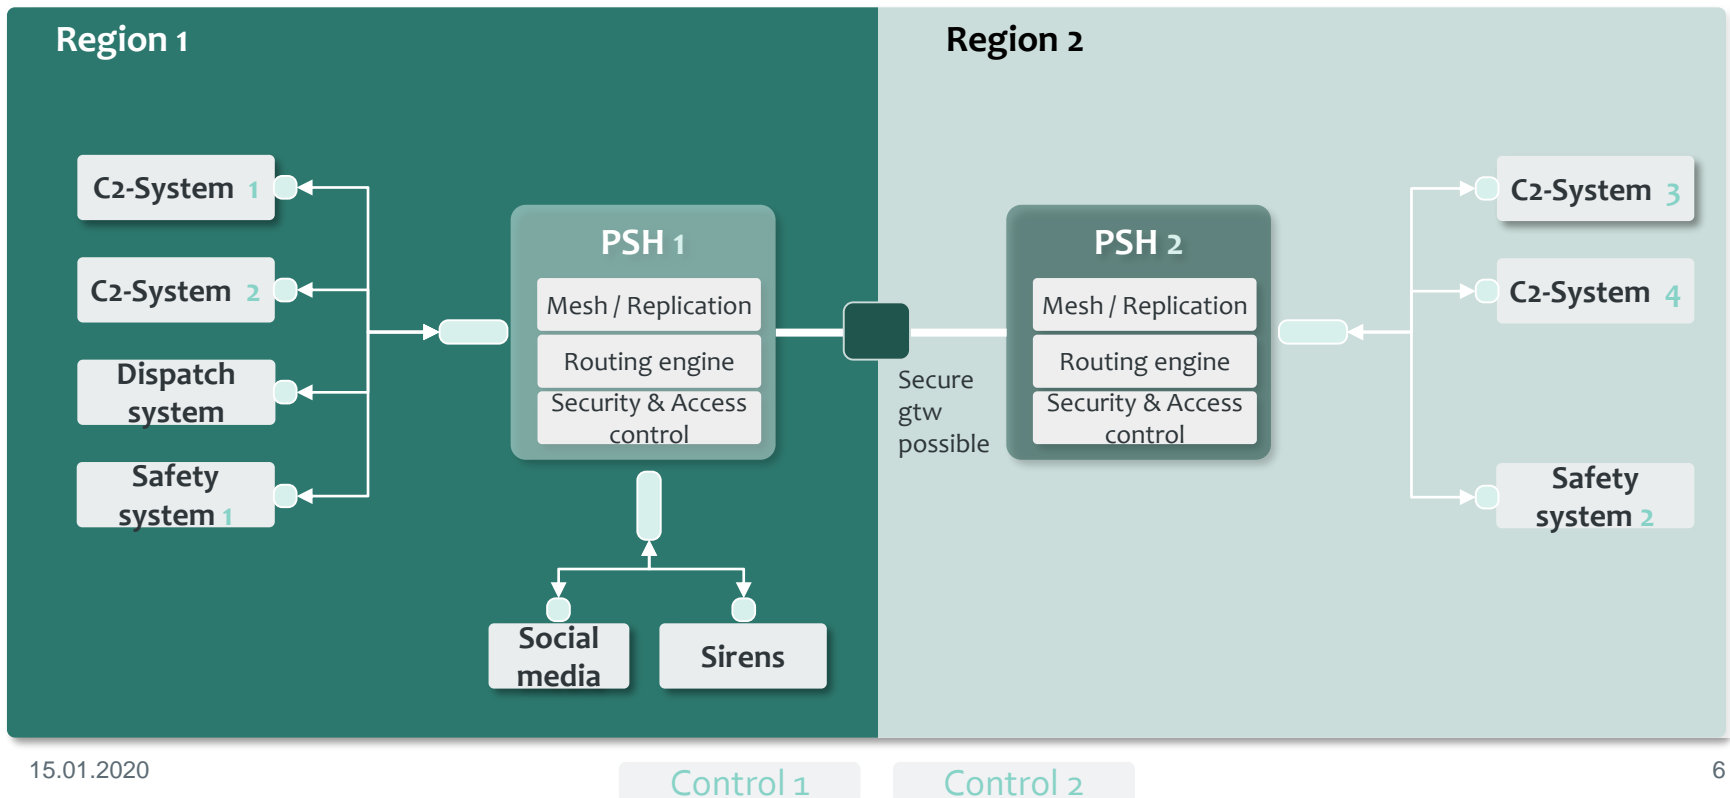 Region 1
Region 2
C2-System 1
C2-System 2
Dispatch
system
Safety
system 1
PSH 1
Mesh / Replication
Routing engine
Security & Access
control
Social
media
Sirens
Secure
gtw
possible
PSH 2
Mesh / Replication
Routing engine
Security & Access
control
C2-System 3
C2-System 4
Safety
system 2
15.01.2020
Control 1
Control 2
6